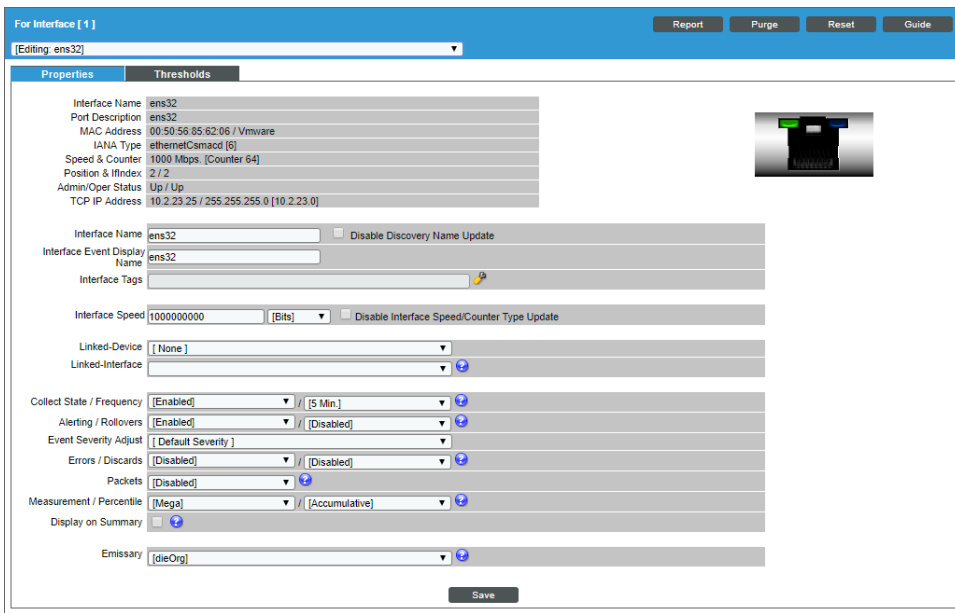 For Interface [ 1 ]
Report Purge Reset Guide
[Editing: ens32]
Properties Thresholds
Interface Name ens32
Port Description ens32
MAC Address 00:50:56:85:62:06 / Vmware
IANA Type ethernetCsmacd [6]
Speed & Counter 1000 Mbps. [Counter 64]
Position & IfIndex 2 / 2
Admin/Oper Status Up / Up
TCP IP Address 10.2.23.25 / 255.255.255.0 [10.2.23.0]
Interface Name ens32 Disable Discovery Name Update
Interface Event Display
Name ens32
Interface Tags
Interface Speed 1000000000 [Bits] Disable Interface Speed/Counter Type Update
Linked-Device [ None ]
Linked-Interface
Collect State / Frequency [Enabled] / [5 Min.]
Alerting / Rollovers [Enabled] / [Disabled]
Event Severity Adjust [ Default Severity ]
Errors / Discards [Disabled] / [Disabled]
Packets [Disabled]
Measurement / Percentile [Mega] / [Accumulative]
Display on Summary
Emissary [dieOrg]
Save